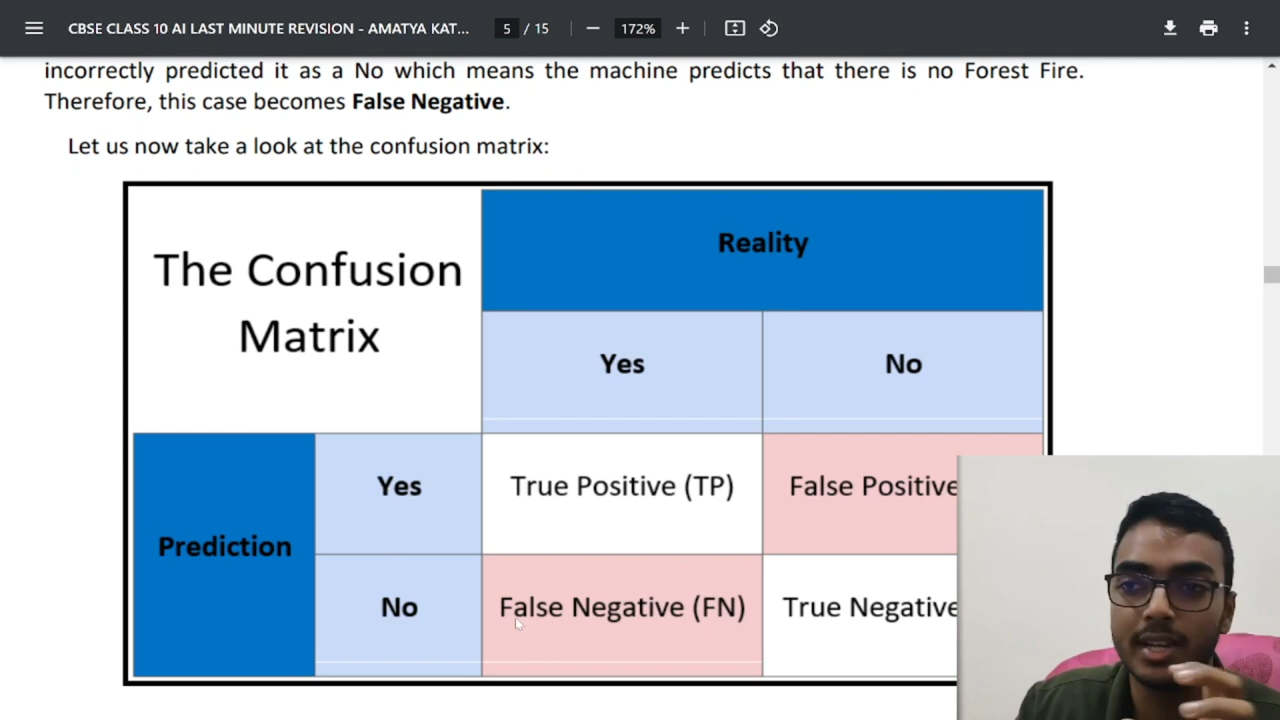 CBSE CLASS 10 AI LAST MINUTE REVISION - AMATYA KAT...
5 / 15
172%
incorrectly predicted it as a No which means the machine predicts that there is no Forest Fire.
Therefore, this case becomes False Negative.
Let us now take a look at the confusion matrix:
The Confusion
Matrix
Reality
Yes
No
Prediction
Yes
True Positive (TP)
False Positive
No
False Negative (FN)
True Negative